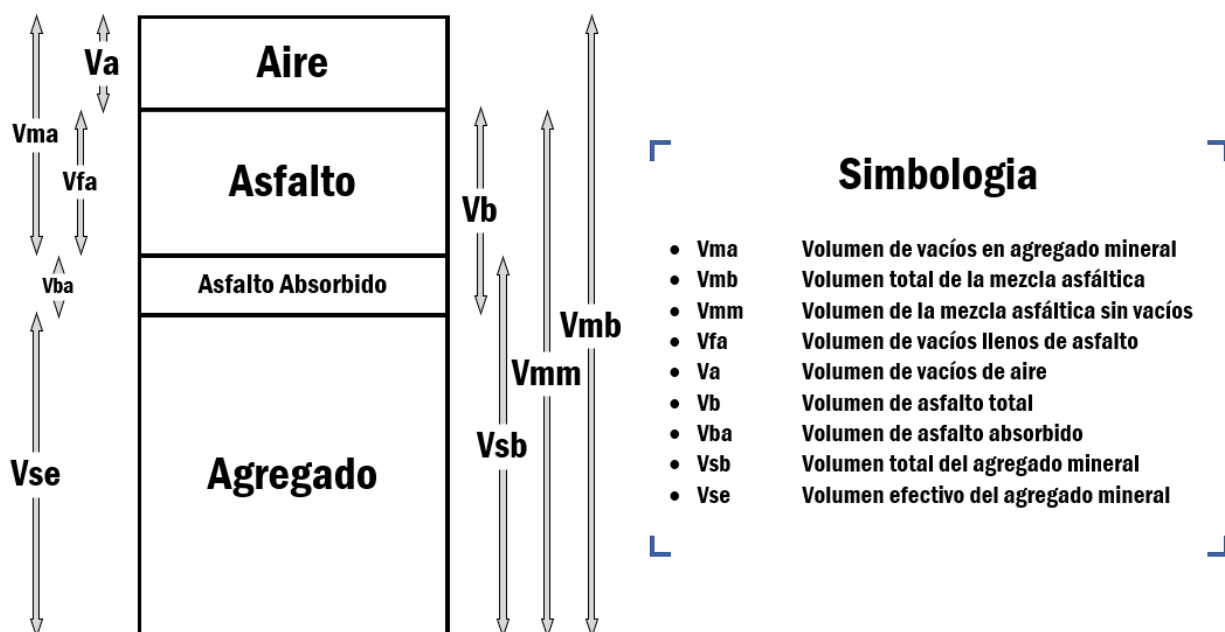 Aire
Va
Vma
Asfalto
Vfa
Vb
Asfalto Absorbido
Vba
Vmb
Vmm
Vsb
Vse
Agregado
Simbologia
• Vma Volumen de vacíos en agregado mineral
• Vmb Volumen total de la mezcla asfáltica
• Vmm Volumen de la mezcla asfáltica sin vacíos
• Vfa Volumen de vacíos llenos de asfalto
• Va Volumen de vacíos de aire
• Vb Volumen de asfalto total
• Vba Volumen de asfalto absorbido
• Vsb Volumen total del agregado mineral
• Vse Volumen efectivo del agregado mineral